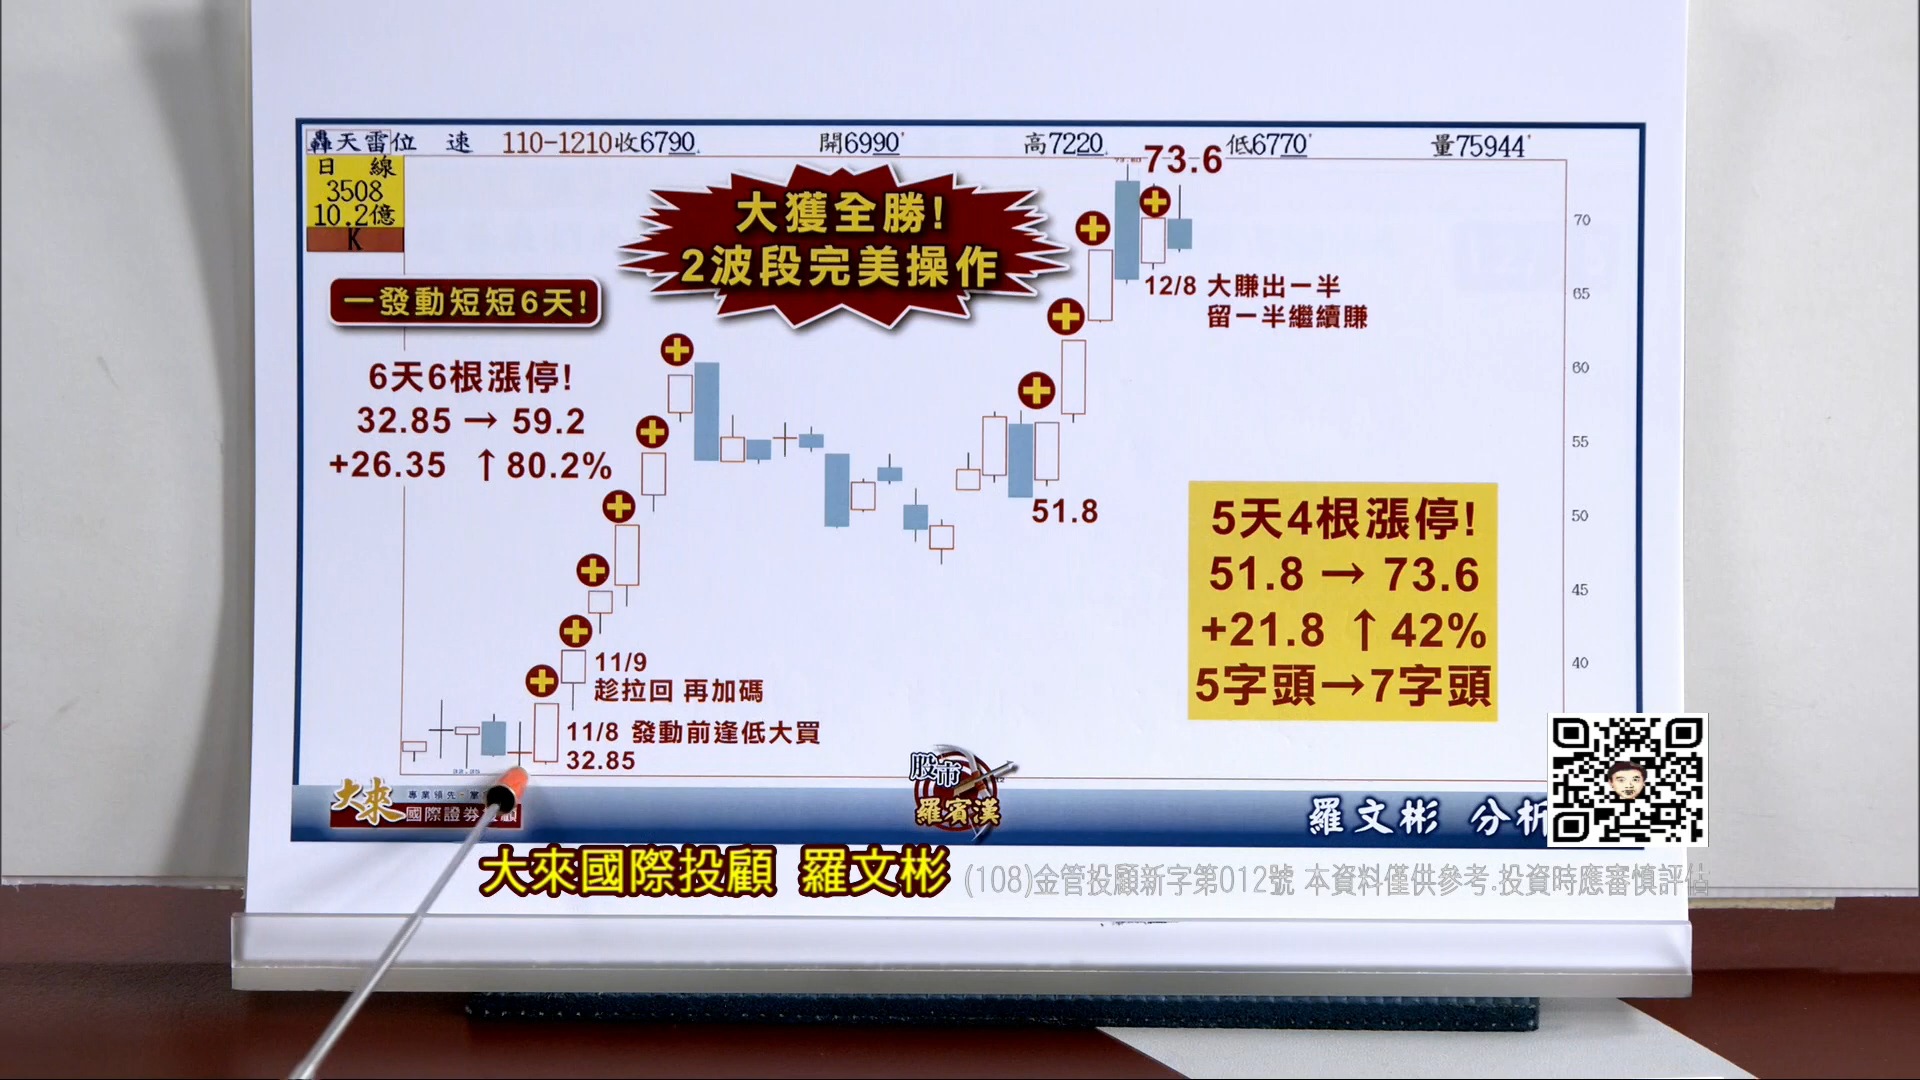 轟天雷位 速 110-1210收6790 開6990 高7220 低6770 量75944
日 線
3508
10.2億
K
73.6
大獲全勝!
2波段完美操作
一發動短短6天!
6天6根漲停!
32.85→59.2
+26.35 ↑80.2%
12/8 大賺出一半
留一半繼續賺
70
65
60
55
50
45
40
51.8
5天4根漲停!
51.8→73.6
+21.8 ↑42%
5字頭→7字頭
11/9
趁拉回 再加碼
11/8 發動前逢低大買
32.85
大來
專業領先
國際證券投顧
股市
羅賓漢
羅文彬 分析
大來國際投顧 羅文彬
(108)金管投顧新字第012號 本資料僅供參考.投資時應審慎評估